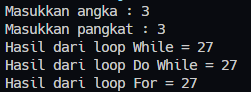 Masukkan angka : 3
Masukkan pangkat : 3
Hasil dari loop While = 27
Hasil dari loop Do While = 27
Hasil dari loop For = 27